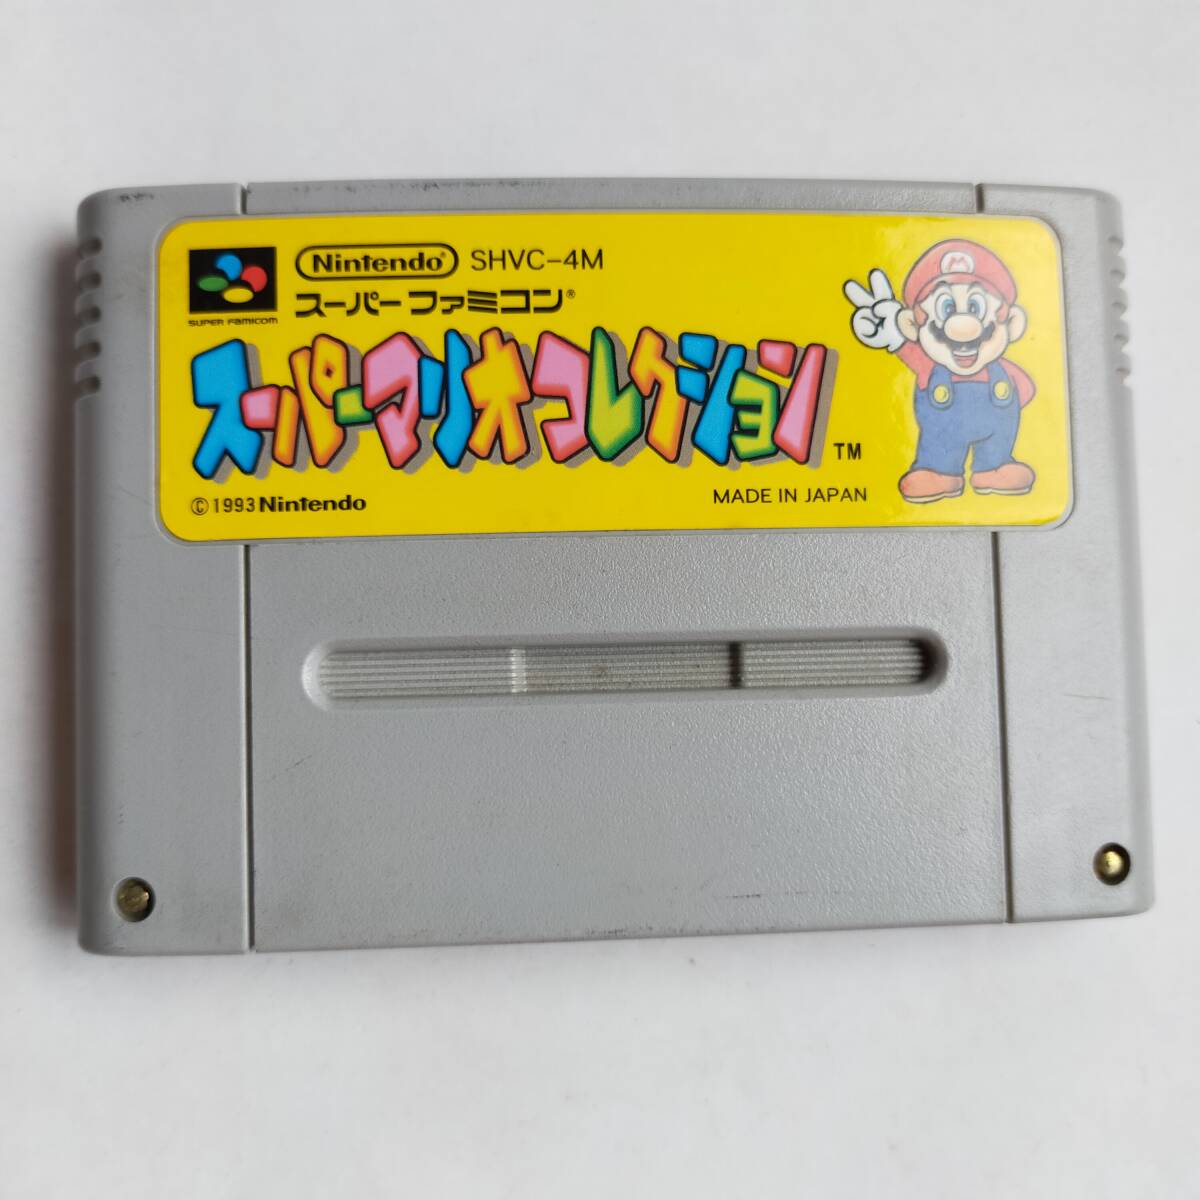 Nintendo® SHVC-4M
SUPER FAMICOM
スーパーファミコン®
スーパーマリオコレクション TM
©1993 Nintendo
MADE IN JAPAN
M